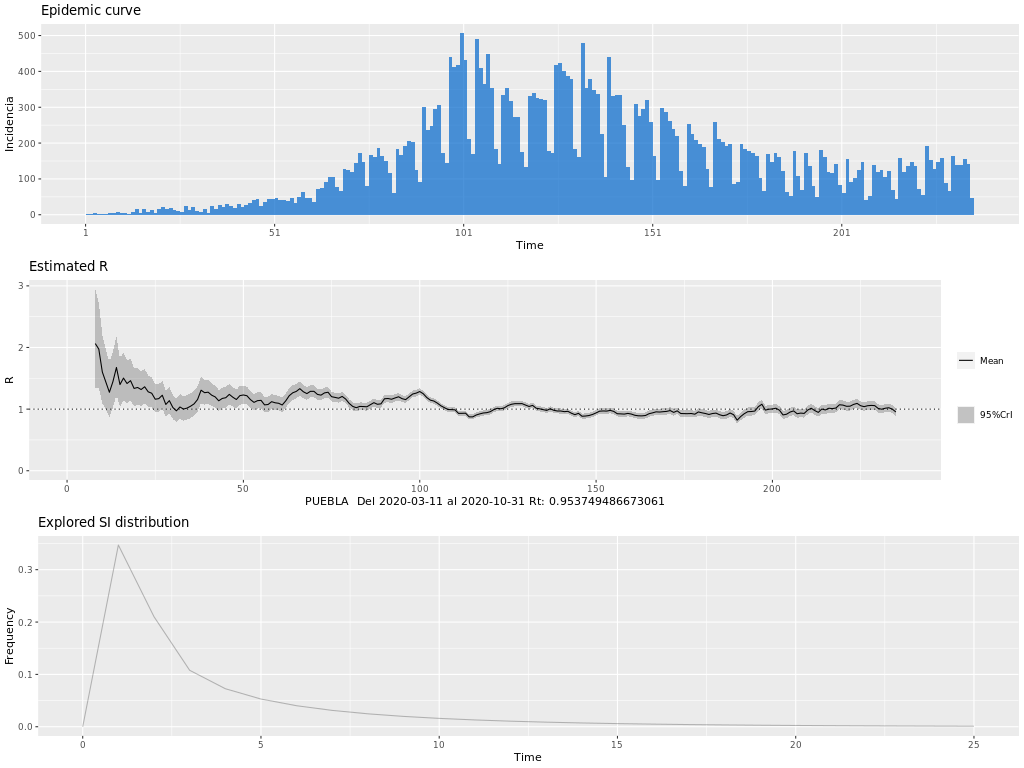 Epidemic curve
500
400
300
200
100
0
Incidencia
1 51 101 151 201
Time
Estimated R
3
2
1
0
R
Mean
95%CrI
0 50 100 150 200
PUEBLA Del 2020-03-11 al 2020-10-31 Rt: 0.953749486673061
Explored SI distribution
0.3
0.2
0.1
0.0
Frequency
0 5 10 15 20 25
Time